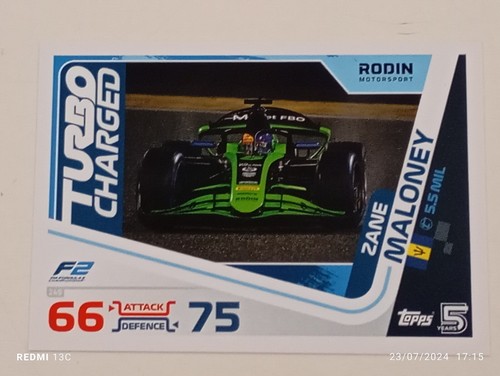 TURBO
CHARGED
RODIN
MOTORSPORT
ZANE
MALONEY
5.5 MIL
F2
66
ATTACK
DEFENCE
75
Topps
5
YEARS
REDMI 13C
23/07/2024 17:15